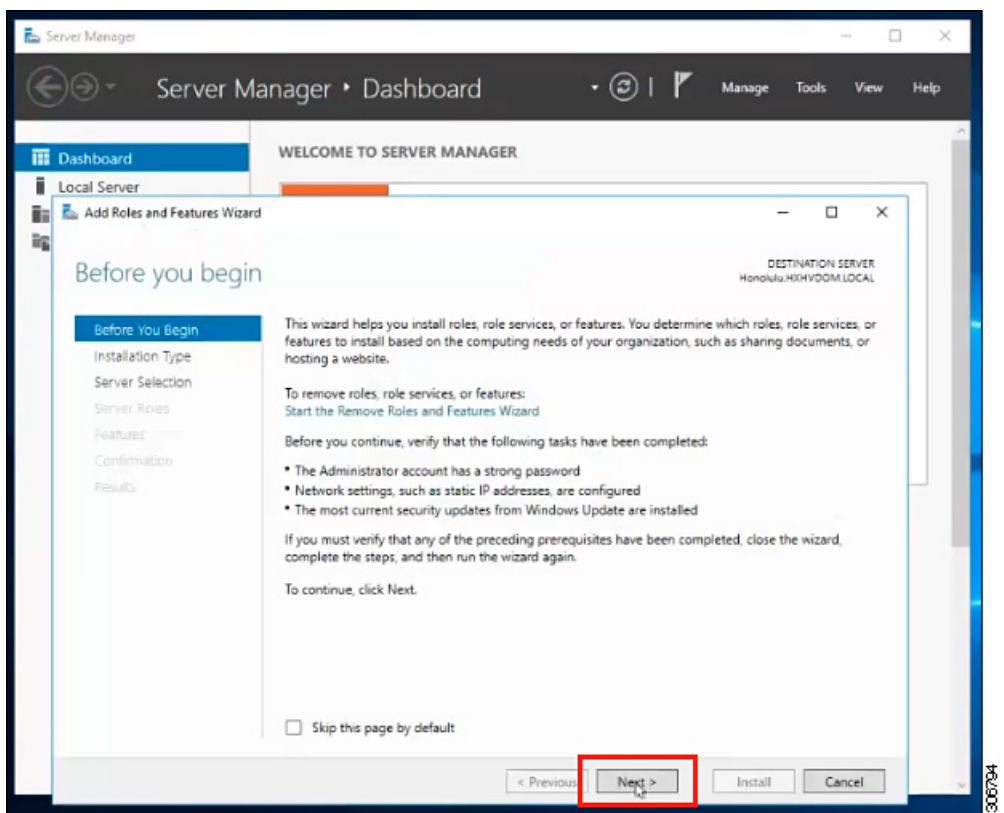 Server Manager
Server Manager • Dashboard
Manage Tools View Help
Dashboard
WELCOME TO SERVER MANAGER
Local Server
Add Roles and Features Wizard
Before you begin
DESTINATION SERVER
Honolulu.HXHVDOM.LOCAL
Before You Begin
Installation Type
Server Selection
Server Roles
Features
Confirmation
Results
This wizard helps you install roles, role services, or features. You determine which roles, role services, or
features to install based on the computing needs of your organization, such as sharing documents, or
hosting a website.
To remove roles, role services, or features:
Start the Remove Roles and Features Wizard
Before you continue, verify that the following tasks have been completed:
• The Administrator account has a strong password
• Network settings, such as static IP addresses, are configured
• The most current security updates from Windows Update are installed
If you must verify that any of the preceding prerequisites have been completed, close the wizard,
complete the steps, and then run the wizard again.
To continue, click Next.
Skip this page by default
< Previous Next > Install Cancel
306794